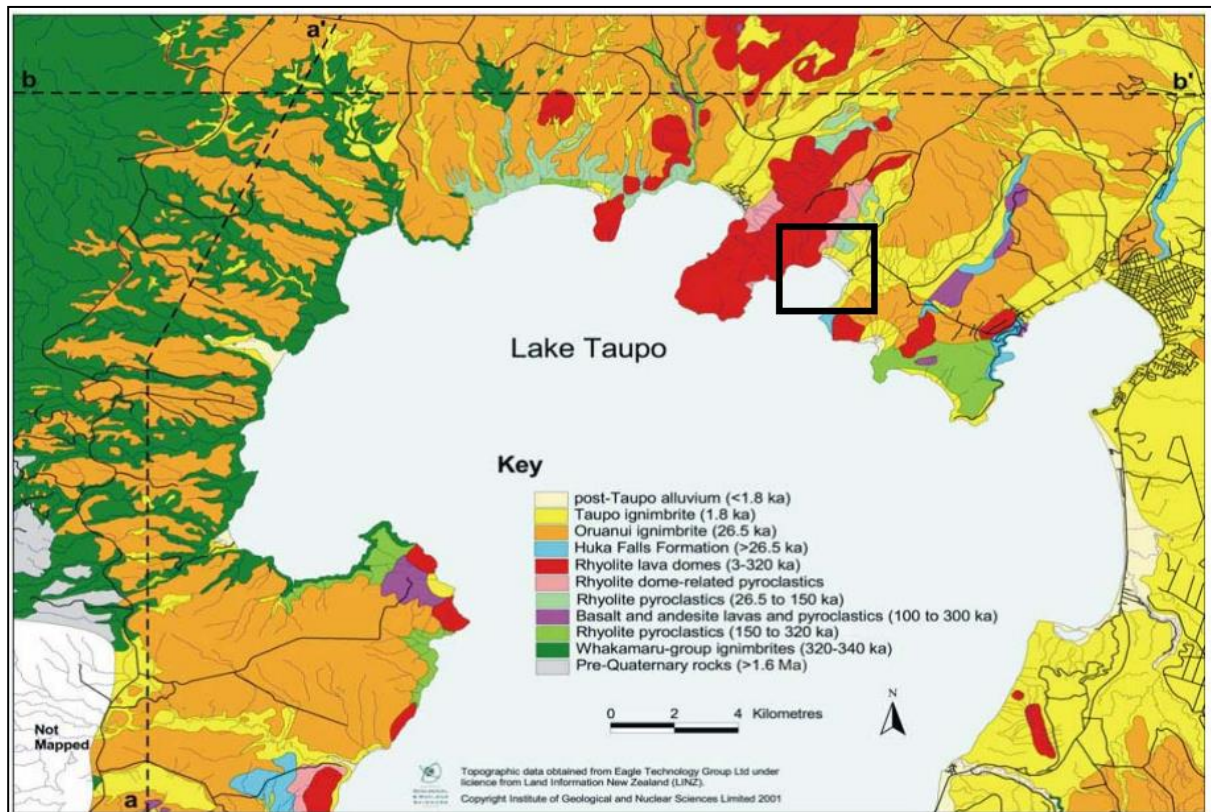 a'
b
b'
Lake Taupo
Key
post-Taupo alluvium (<1.8 ka)
Taupo ignimbrite (1.8 ka)
Oruanui ignimbrite (26.5 ka)
Huka Falls Formation (>26.5 ka)
Rhyolite lava domes (3-320 ka)
Rhyolite dome-related pyroclastics
Rhyolite pyroclastics (26.5 to 150 ka)
Basalt and andesite lavas and pyroclastics (100 to 300 ka)
Rhyolite pyroclastics (150 to 320 ka)
Whakamaru-group ignimbrites (320-340 ka)
Pre-Quaternary rocks (>1.6 Ma)
N
0 2 4 Kilometres
Not
Mapped
a
Topographic data obtained from Eagle Technology Group Ltd under
licience from Land Information New Zealand (LINZ).
Copyright Institute of Geological and Nuclear Sciences Limited 2001